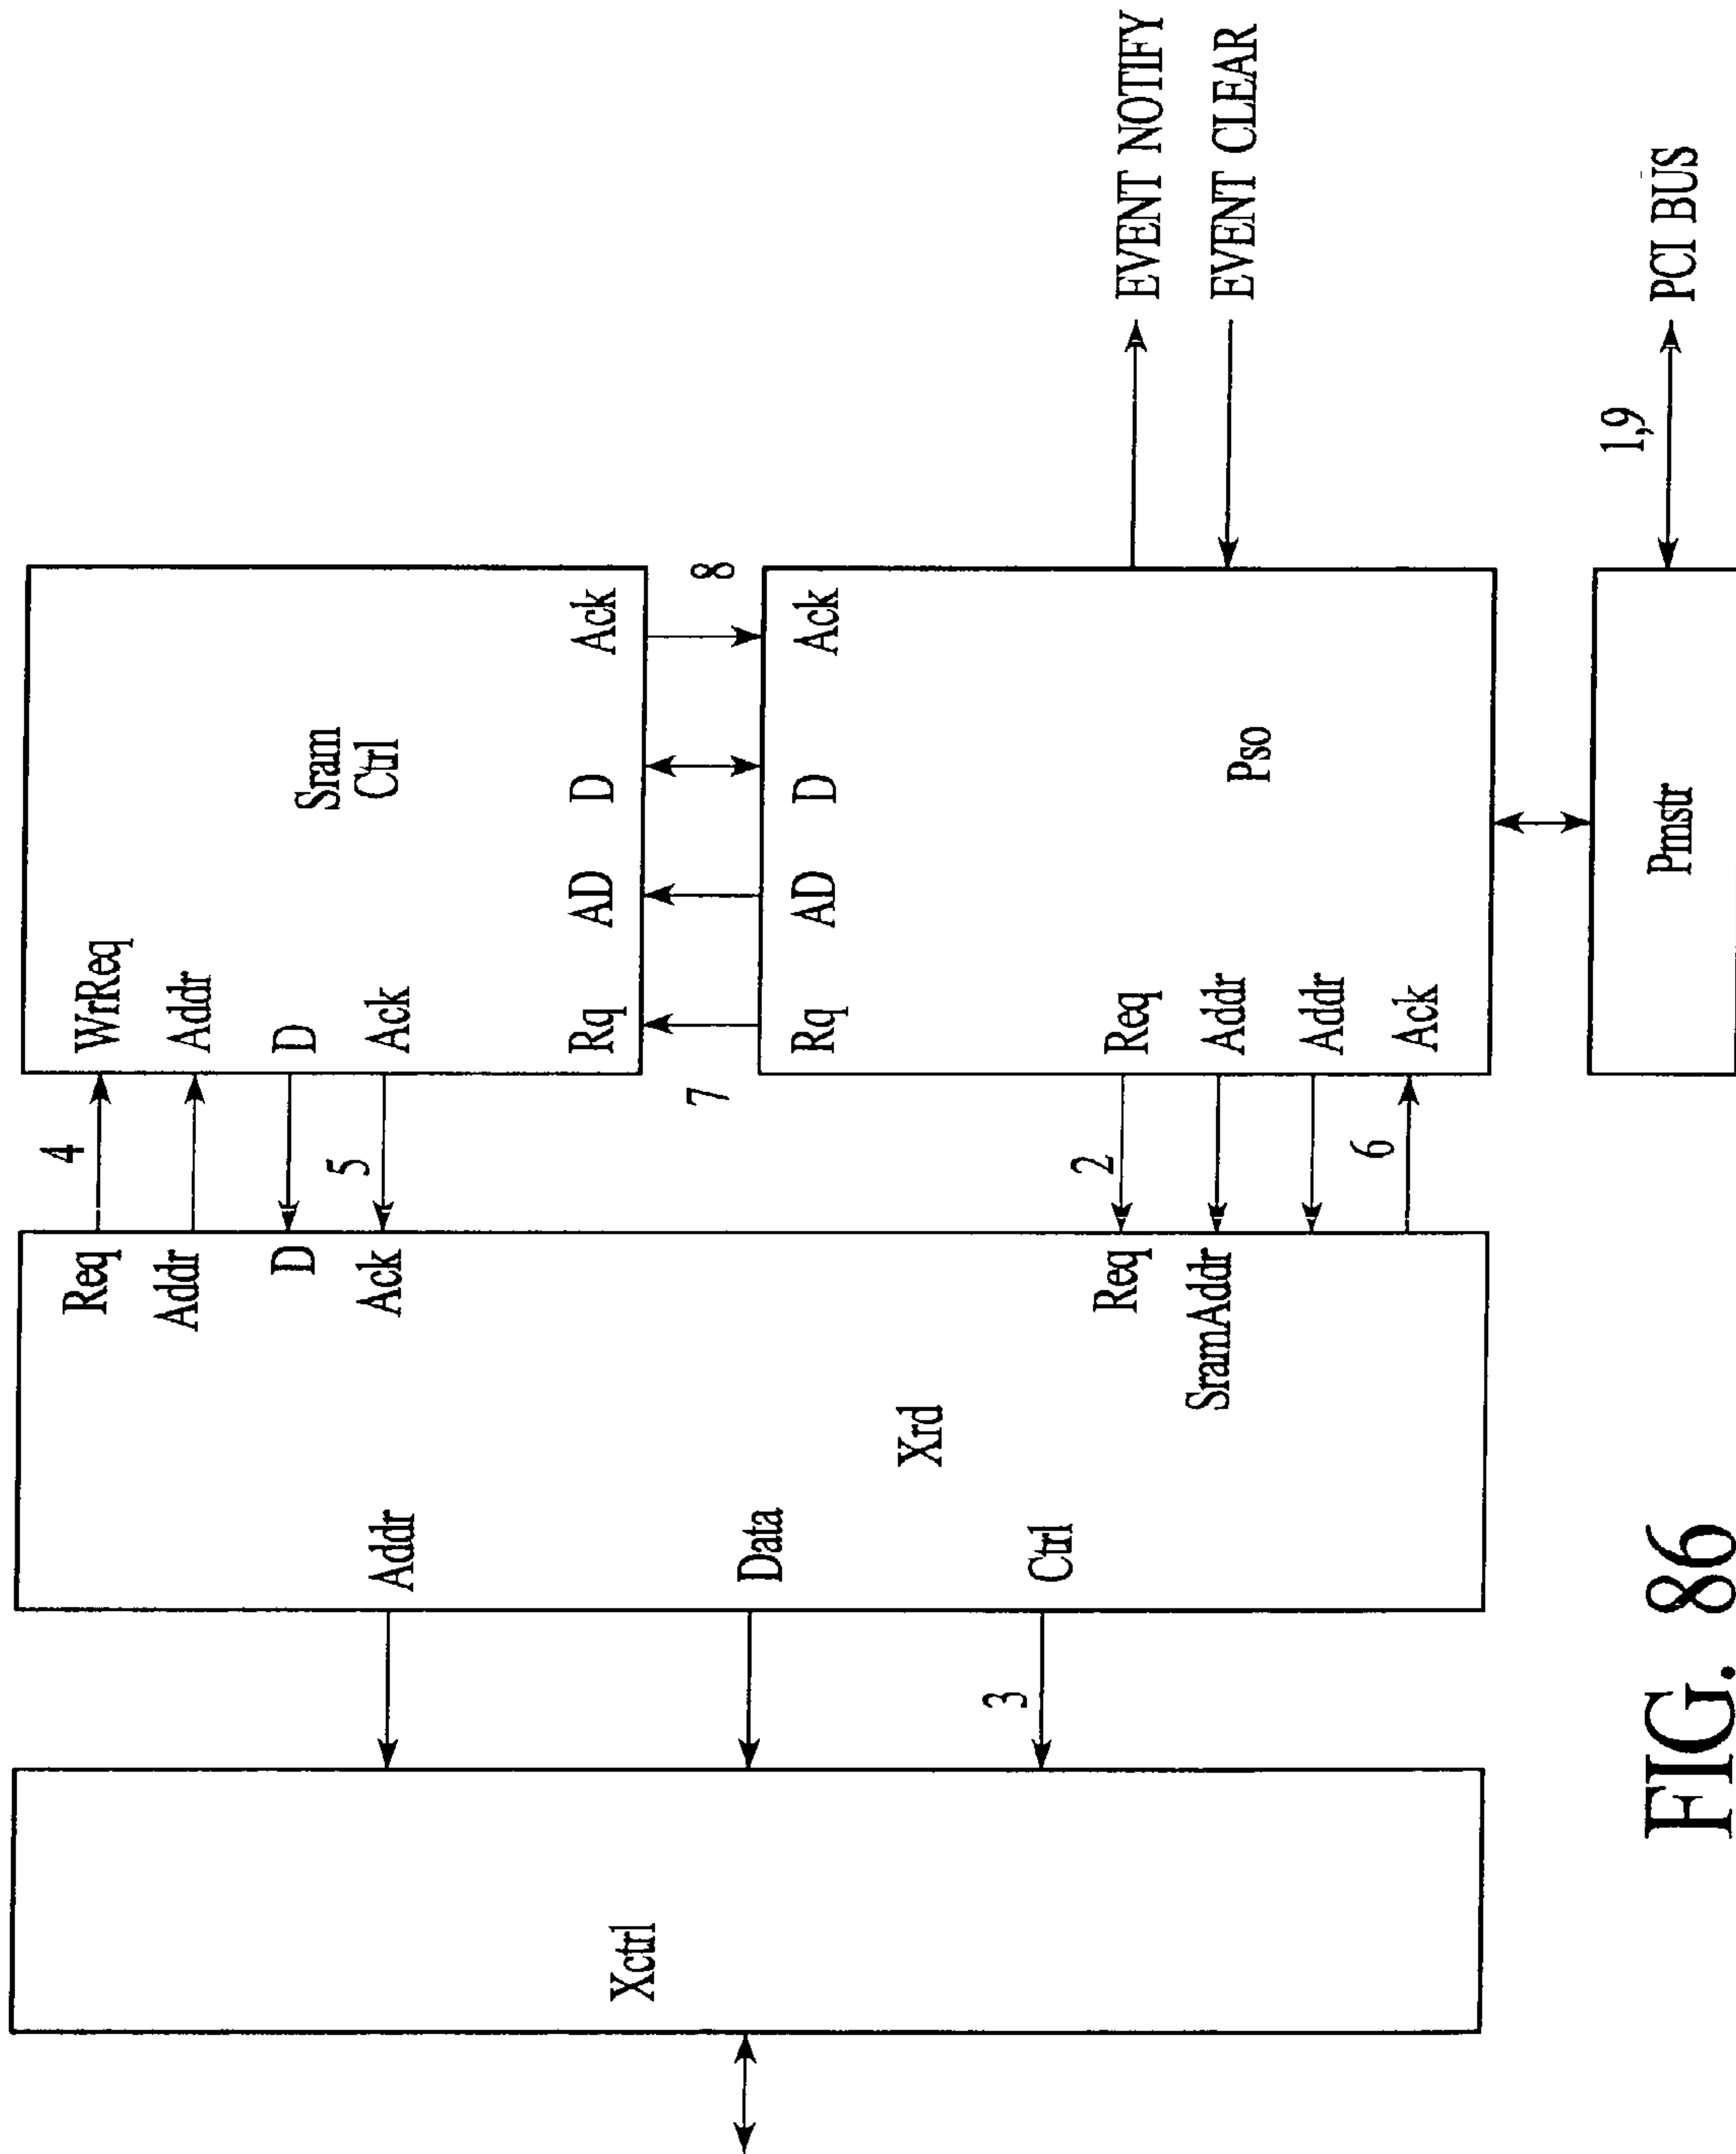 Xctrl
3
Addr
Data
Ctrl
Xrd
Req
Addr
D
Ack
Req
SramAddr
4
5
2
6
WrReq
Addr
D
Ack
Sram
Ctrl
Rq
AD
D
Ack
7
8
Rq
AD
D
Ack
Req
Addr
Addr
Ack
Pso
Pmstr
EVENT NOTIFY
EVENT CLEAR
1,9
PCI BUS
FIG. 86